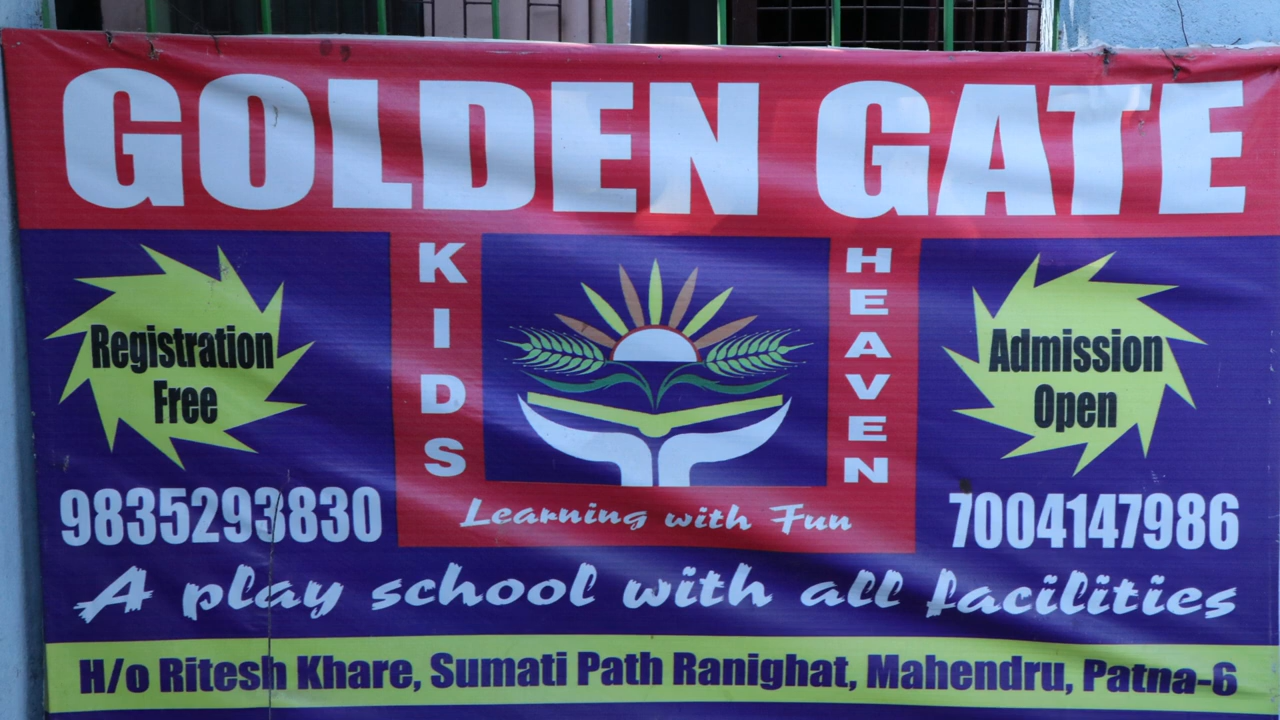 GOLDEN GATE
KIDS
HEAVEN
Registration
Free
Admission
Open
9835293830
Learning with Fun
7004147986
A play school with all facilities
H/o Ritesh Khare, Sumati Path Ranighat, Mahendru, Patna-6